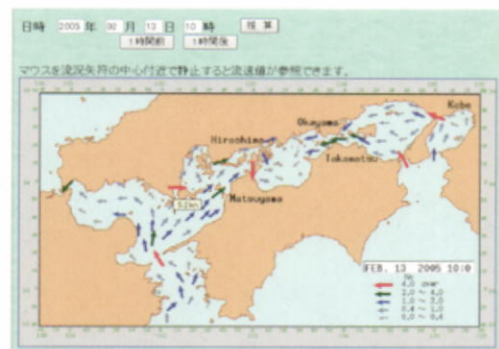 日時 2005 年 02 月 13 日 10 時 推算
1時間前 1時間後
マウスを流況矢符の中心付近で静止すると流速値が参照できます。
Kobe
Okayama
Hiroshima
Takamatsu
Matsuyama
FEB. 13 2005 10:0
4.0 over
2.0 ～ 4.0
1.0 ～ 2.0
0.4 ～ 1.0
0.0 ～ 0.4